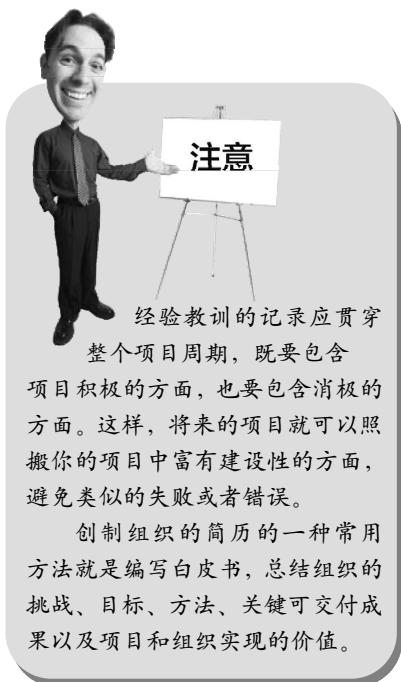 注意
经验教训的记录应贯穿
整个项目周期，既要包含
项目积极的方面，也要包含消极的
方面。这样，将来的项目就可以照
搬你的项目中富有建设性的方面，
避免类似的失败或者错误。
创制组织的简历的一种常用
方法就是编写白皮书，总结组织的
挑战、目标、方法、关键可交付成
果以及项目和组织实现的价值。